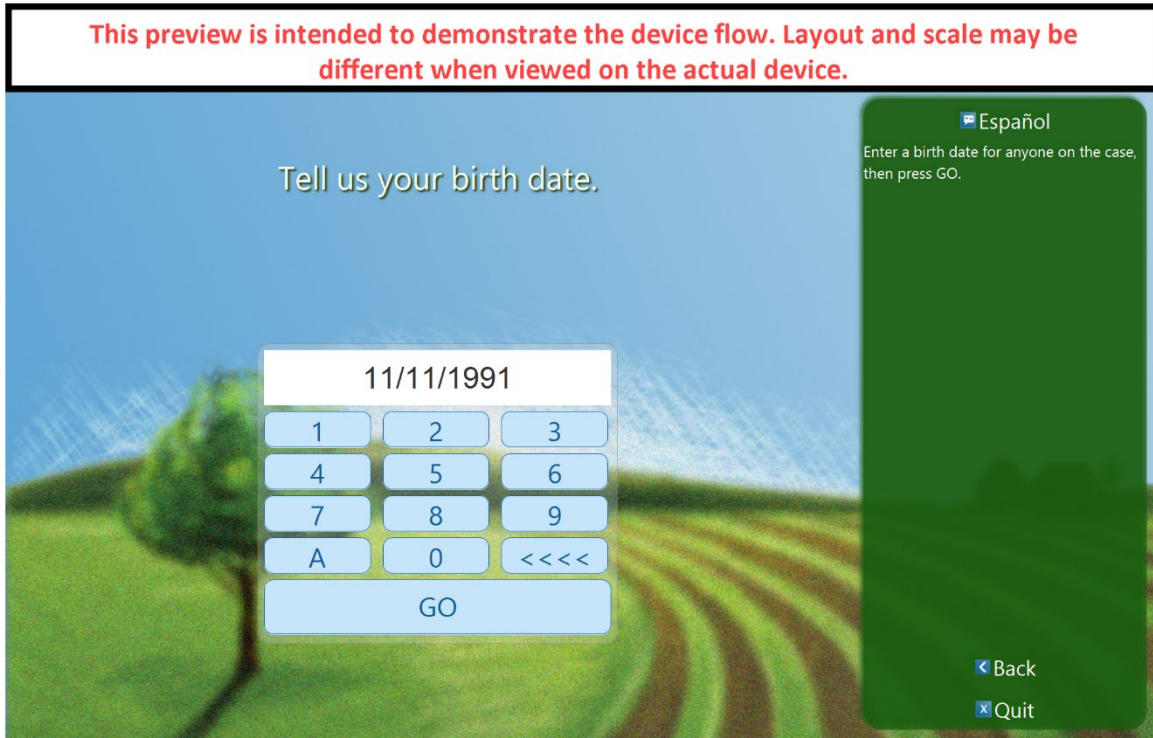 This preview is intended to demonstrate the device flow. Layout and scale may be
different when viewed on the actual device.
Tell us your birth date.
11/11/1991
1 2 3
4 5 6
7 8 9
A 0 <<<<
GO
Español
Enter a birth date for anyone on the case,
then press GO.
Back
Quit